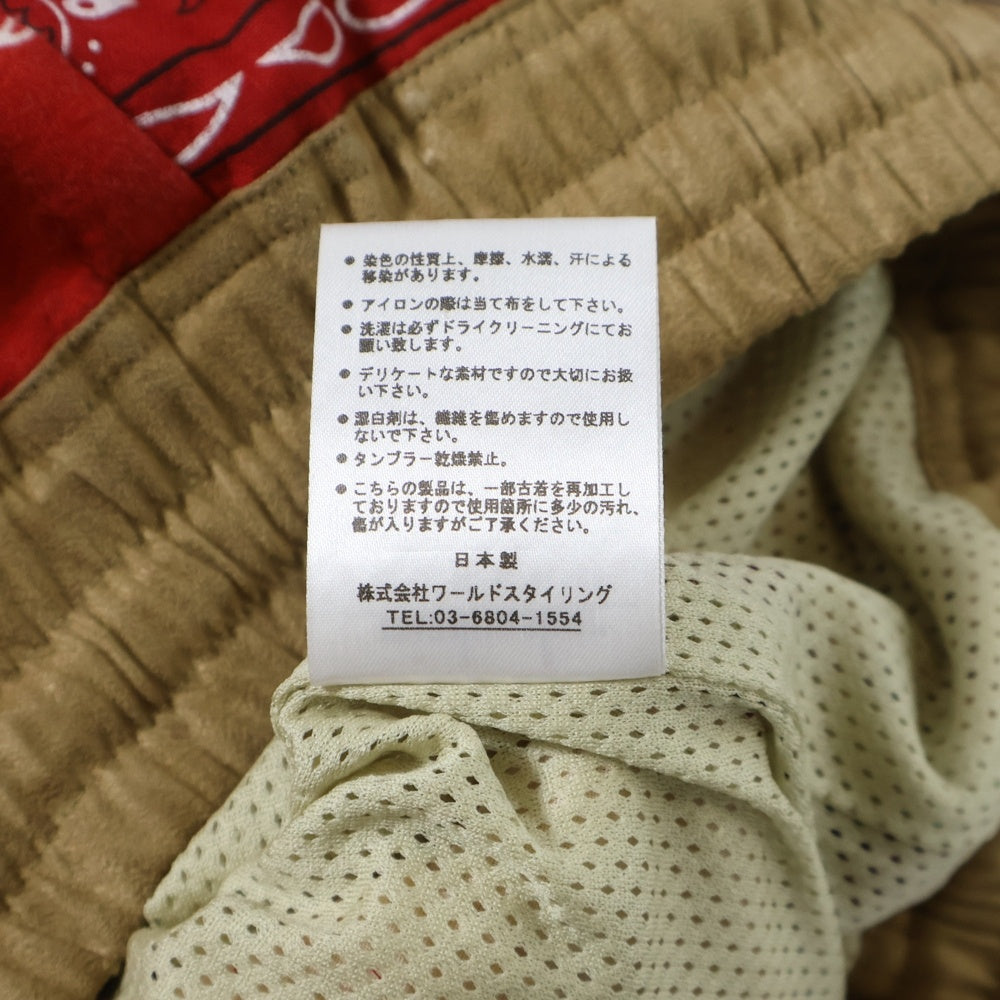 ● 染色の性質上、摩擦、水濡、汗による
移染があります。
● アイロンの際は当て布をして下さい。
● 洗濯は必ずドライクリーニングにてお
願い致します。
● デリケートな素材ですので大切にお扱
い下さい。
● 漂白剤は、繊維を傷めますので使用し
ないで下さい。
● タンブラー乾燥禁止。
● こちらの製品は、一部古着を再加工し
ておりますので使用箇所に多少の汚れ、
傷が入りますがご了承ください。
日本製
株式会社ワールドスタイリング
TEL:03-6804-1554